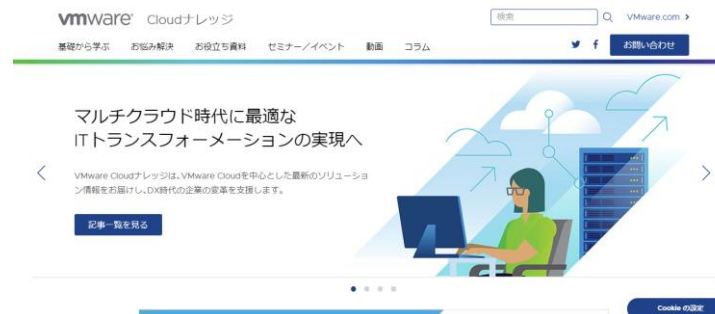 vmware Cloudナレッジ
検索
VMware.com >
基礎から学ぶ お悩み解決 お役立ち資料 セミナー／イベント 動画 コラム
お問い合わせ
マルチクラウド時代に最適な
ITトランスフォーメーションの実現へ
VMware Cloudナレッジは、VMware Cloudを中心とした最新のソリューショ
ン情報をお届けし、DX時代の企業の変革を支援します。
記事一覧を見る
Cookie の設定